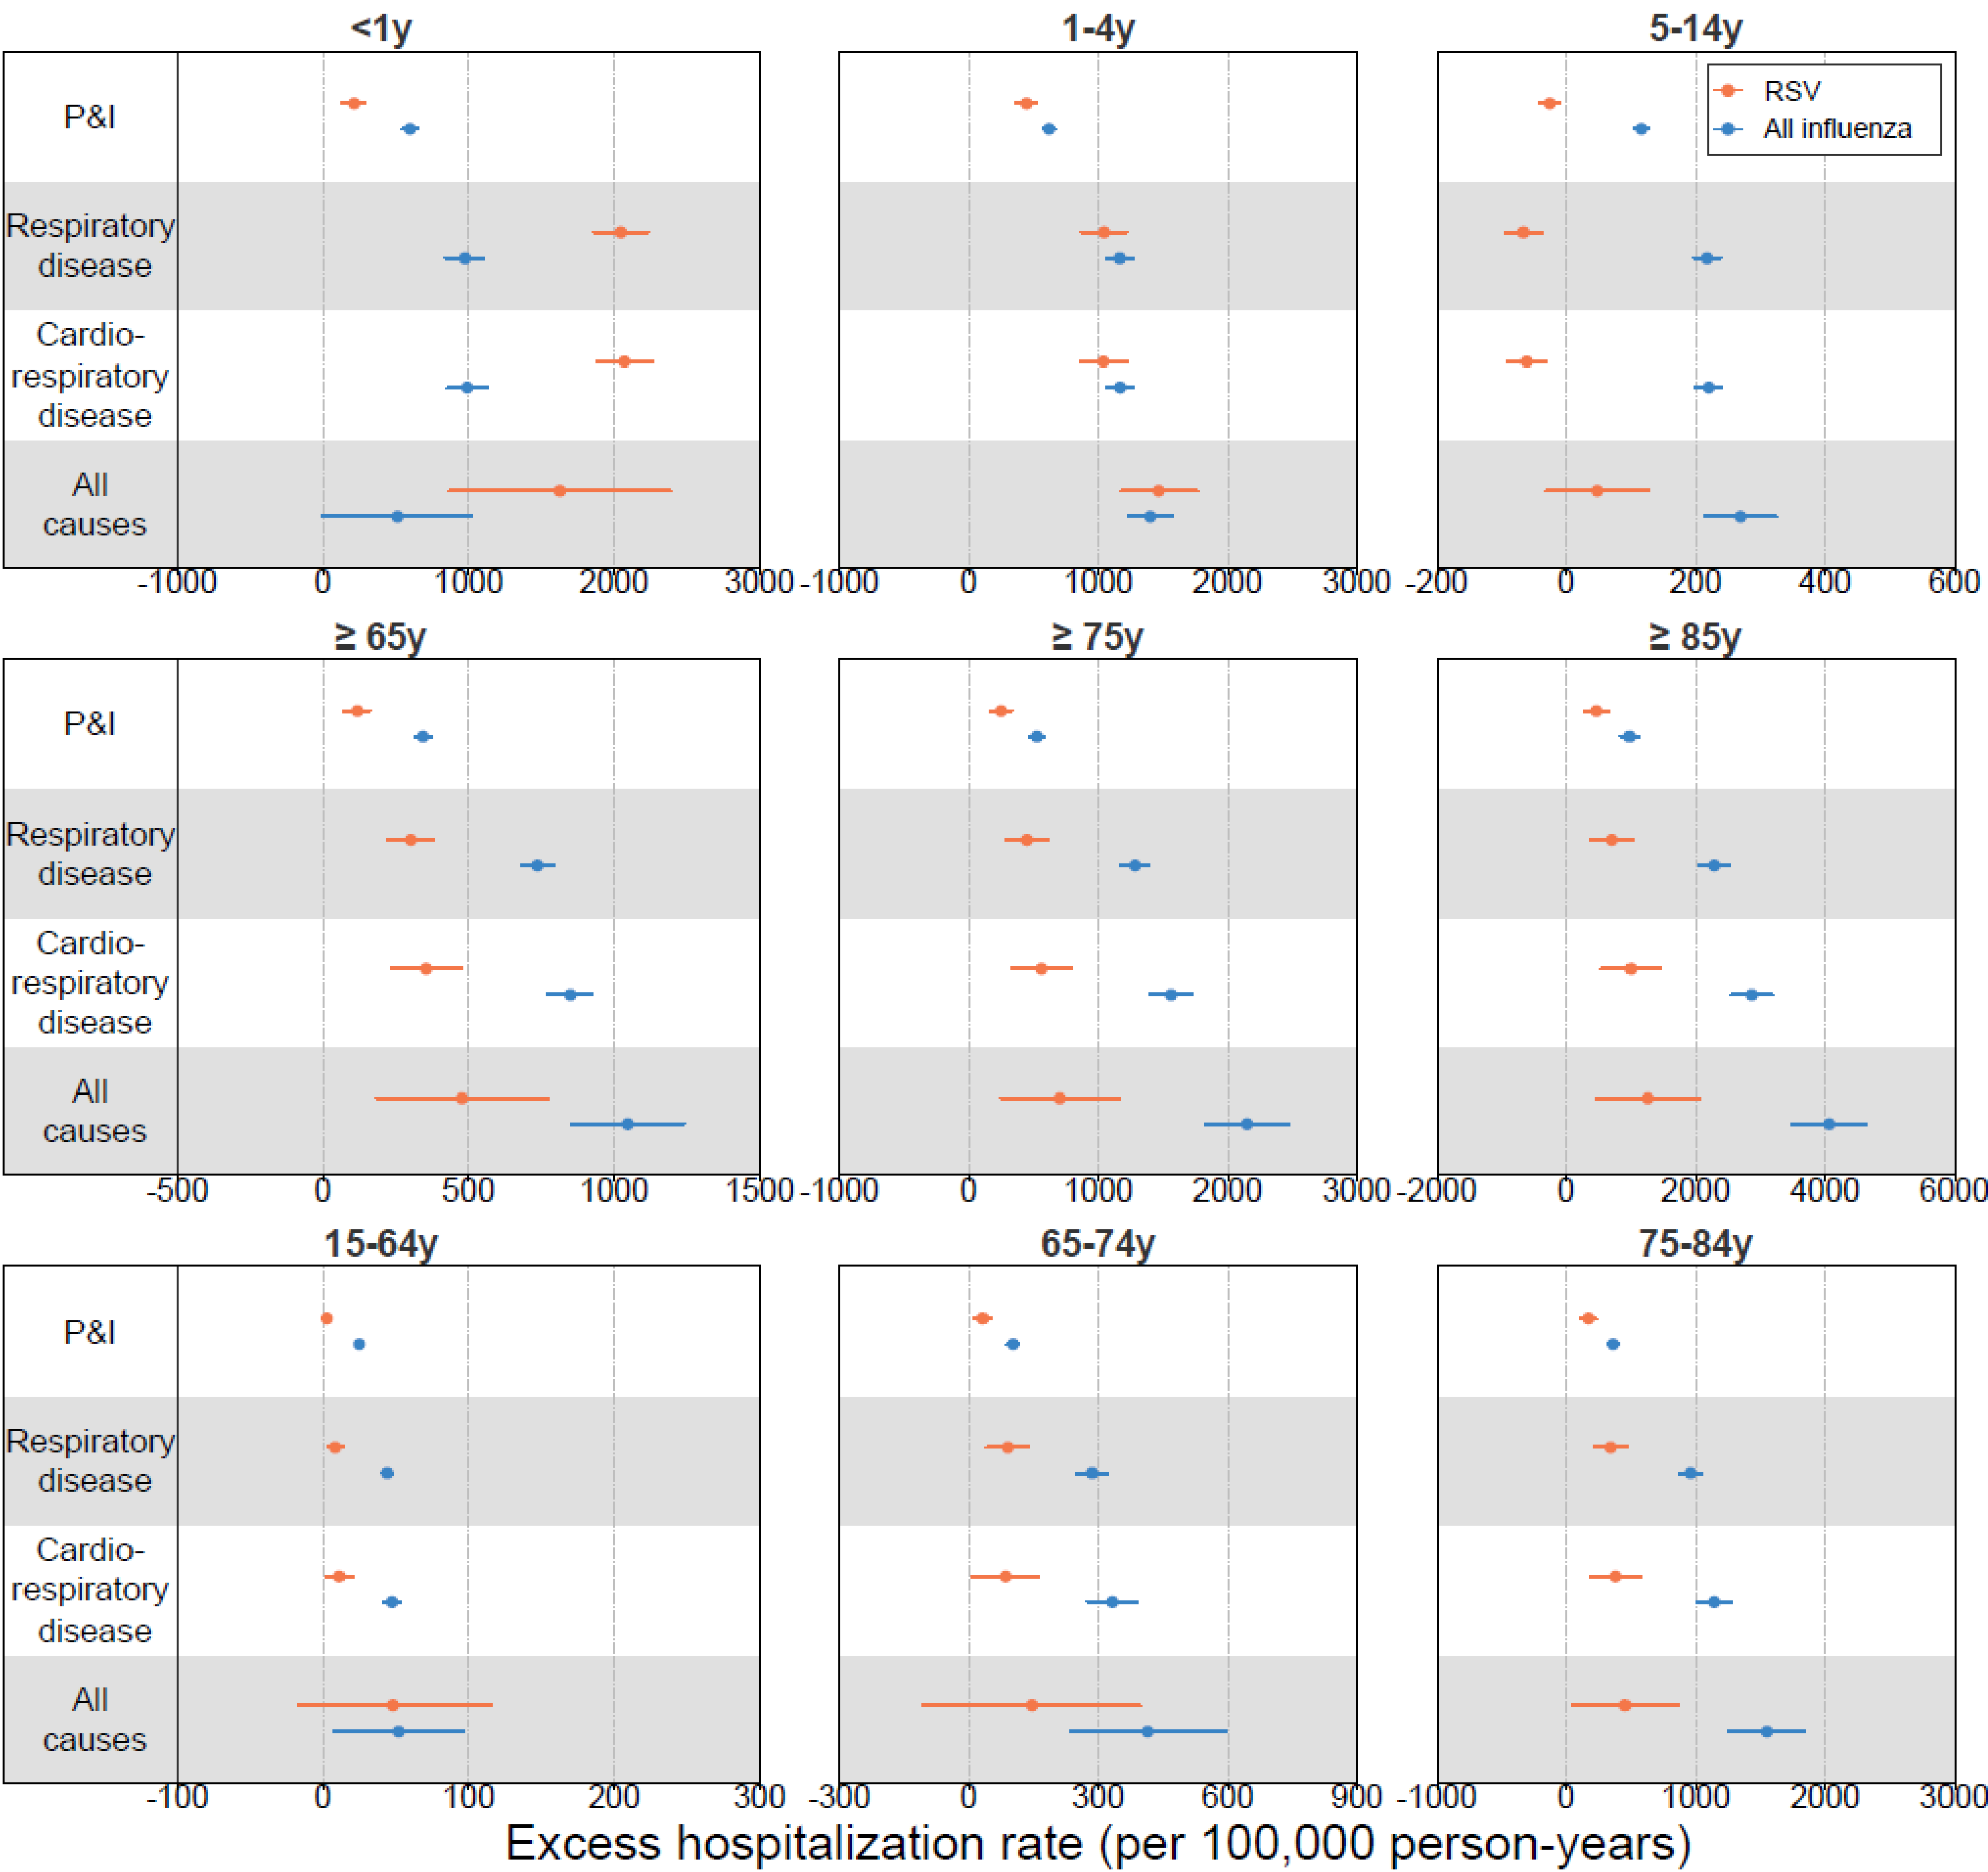 <1y
1-4y
5-14y
P&I
Respiratory
disease
Cardio-
respiratory
disease
All
causes
RSV
All influenza
-1000 0 1000 2000 3000
-1000 0 1000 2000 3000
-200 0 200 400 600
≥ 65y
≥ 75y
≥ 85y
P&I
Respiratory
disease
Cardio-
respiratory
disease
All
causes
-500 0 500 1000 1500
-1000 0 1000 2000 3000
-2000 0 2000 4000 6000
15-64y
65-74y
75-84y
P&I
Respiratory
disease
Cardio-
respiratory
disease
All
causes
-100 0 100 200 300
-300 0 300 600 900
-1000 0 1000 2000 3000
Excess hospitalization rate (per 100,000 person-years)